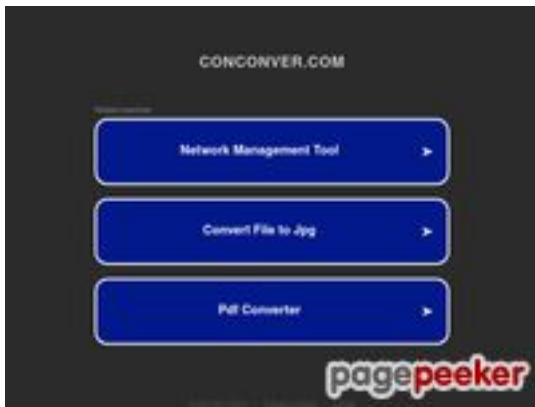 CONCONVER.COM
Network Management Tool
Convert File to Jpg
Pdf Converter
pagepeeker